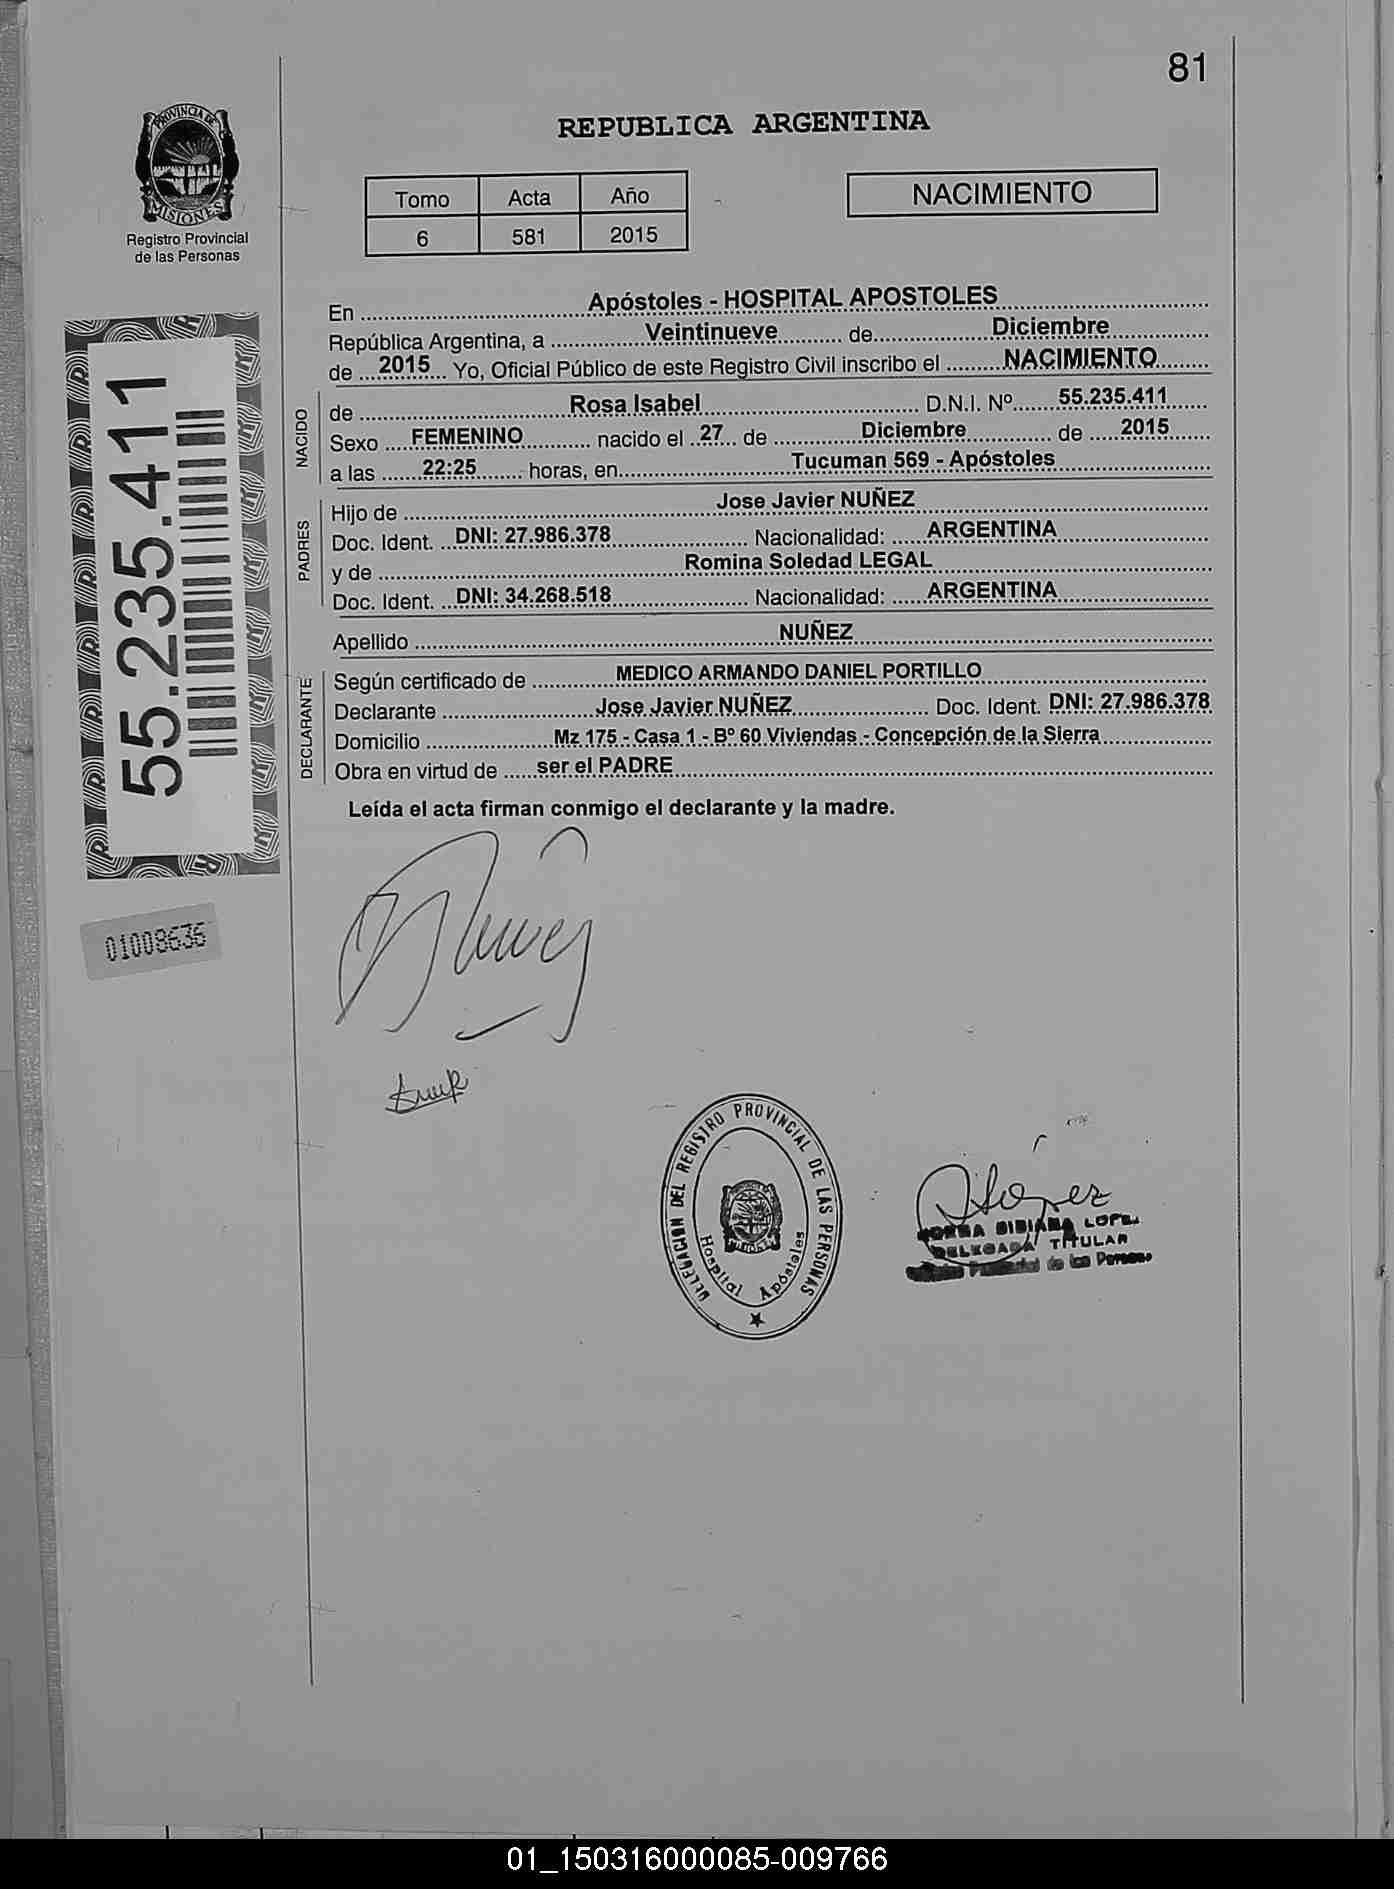 81
PROVINCIA DE
MISIONES
Registro Provincial
de las Personas
REPUBLICA ARGENTINA
Tomo Acta Año
6 581 2015
NACIMIENTO
En Apóstoles - HOSPITAL APOSTOLES
República Argentina, a Veintinueve de Diciembre
de 2015 Yo, Oficial Público de este Registro Civil inscribo el NACIMIENTO
NACIDO
de Rosa Isabel D.N.I. Nº 55.235.411
Sexo FEMENINO nacido el 27 de Diciembre de 2015
a las 22:25 horas, en Tucuman 569 - Apóstoles
PADRES
Hijo de Jose Javier NUÑEZ
Doc. Ident. DNI: 27.986.378 Nacionalidad: ARGENTINA
y de Romina Soledad LEGAL
Doc. Ident. DNI: 34.268.518 Nacionalidad: ARGENTINA
Apellido NUÑEZ
DECLARANTE
Según certificado de MEDICO ARMANDO DANIEL PORTILLO
Declarante Jose Javier NUÑEZ Doc. Ident. DNI: 27.986.378
Domicilio Mz 175 - Casa 1 - Bº 60 Viviendas - Concepción de la Sierra
Obra en virtud de ser el PADRE
Leída el acta firman conmigo el declarante y la madre.
55.235.411
01008636
DELEGACION DEL REGISTRO PROVINCIAL DE LAS PERSONAS
Hospital Apóstoles
BIBIANA LOPEZ
DELEGADA TITULAR
de las Personas
01_150316000085-009766